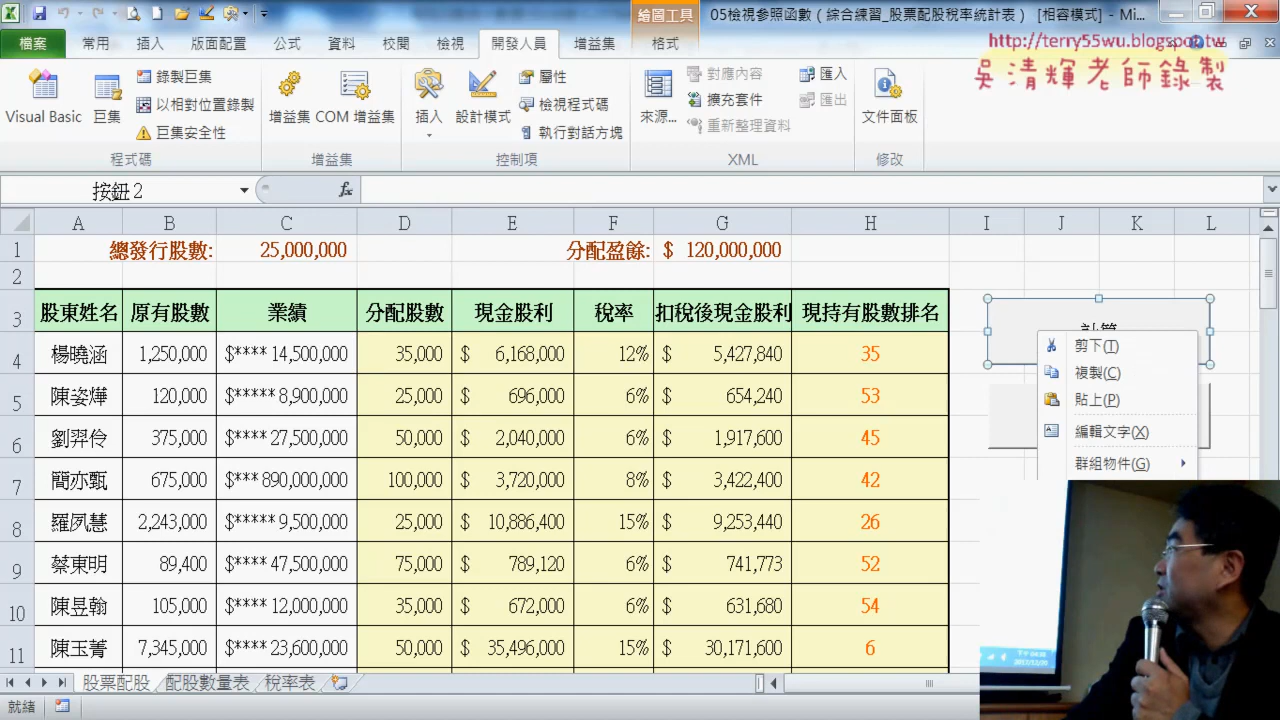 繪圖工具
05檢視參照函數（綜合練習_股票配股稅率統計表） [相容模式] - Mi...
檔案 常用 插入 版面配置 公式 資料 校閱 檢視 開發人員 增益集 格式
http://terry55wu.blogspot.tw
吳清輝老師錄製
Visual Basic 巨集 錄製巨集 以相對位置錄製 巨集安全性
增益集 COM 增益集
插入 設計模式 屬性 檢視程式碼 執行對話方塊
來源... 對應內容 擴充套件 重新整理資料 匯入 匯出
文件面板
程式碼 增益集 控制項 XML 修改
按鈕 2 fx
A B C D E F G H I J K L
1 總發行股數: 25,000,000 分配盈餘: $ 120,000,000
2
3 股東姓名 原有股數 業績 分配股數 現金股利 稅率 扣稅後現金股利 現持有股數排名
4 楊曉涵 1,250,000 $**** 14,500,000 35,000 $ 6,168,000 12% $ 5,427,840 35
5 陳姿燁 120,000 $***** 8,900,000 25,000 $ 696,000 6% $ 654,240 53
6 劉羿伶 375,000 $**** 27,500,000 50,000 $ 2,040,000 6% $ 1,917,600 45
7 簡亦甄 675,000 $*** 890,000,000 100,000 $ 3,720,000 8% $ 3,422,400 42
8 羅夙慧 2,243,000 $***** 9,500,000 25,000 $ 10,886,400 15% $ 9,253,440 26
9 蔡東明 89,400 $**** 47,500,000 75,000 $ 789,120 6% $ 741,773 52
10 陳昱翰 105,000 $**** 12,000,000 35,000 $ 672,000 6% $ 631,680 54
11 陳玉菁 7,345,000 $**** 23,600,000 50,000 $ 35,496,000 15% $ 30,171,600 6
計算
剪下(T)
複製(C)
貼上(P)
編輯文字(X)
群組物件(G)
股票配股 配股數量表 稅率表
就緒